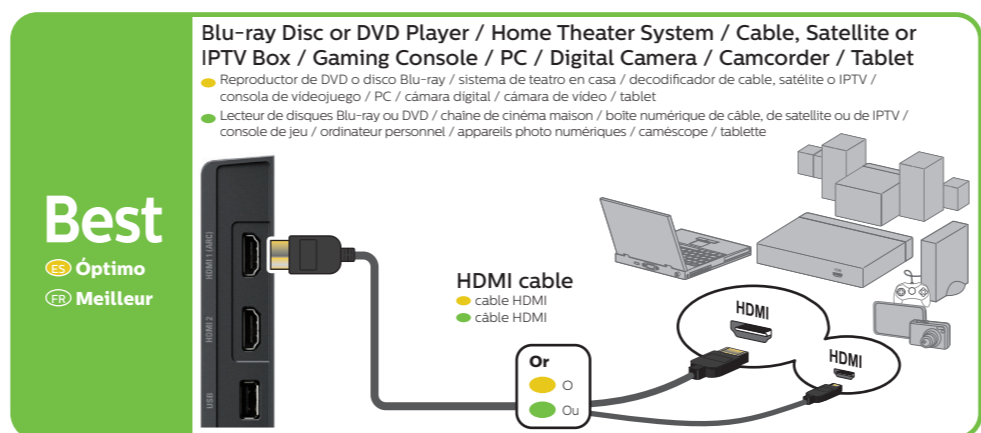 Blu-ray Disc or DVD Player / Home Theater System / Cable, Satellite or
IPTV Box / Gaming Console / PC / Digital Camera / Camcorder / Tablet
Reproductor de DVD o disco Blu-ray / sistema de teatro en casa / decodificador de cable, satélite o IPTV /
consola de videojuego / PC / cámara digital / cámara de vídeo / tablet
Lecteur de disques Blu-ray ou DVD / chaîne de cinéma maison / boîte numérique de câble, de satellite ou de IPTV /
console de jeu / ordinateur personnel / appareils photo numériques / caméscope / tablette
Best
ES Óptimo
FR Meilleur
HDMI 1 (ARC)
HDMI 2
USB
HDMI cable
cable HDMI
câble HDMI
Or
O
Ou
HDMI
HDMI